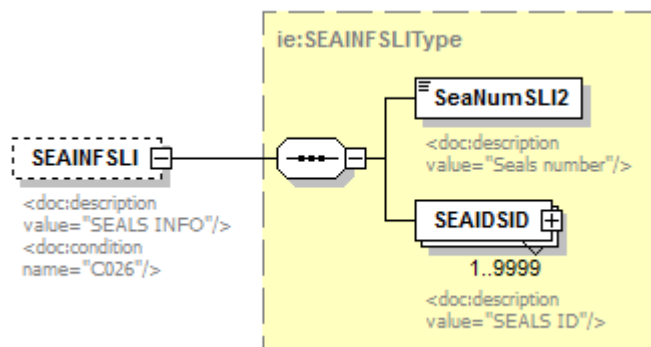 ie:SEAINFSLIType
SEAINFSLI
<doc:description
value="SEALS INFO"/>
<doc:condition
name="C026"/>
SeaNumSLI2
<doc:description
value="Seals number"/>
SEAIDSID
1..9999
<doc:description
value="SEALS ID"/>